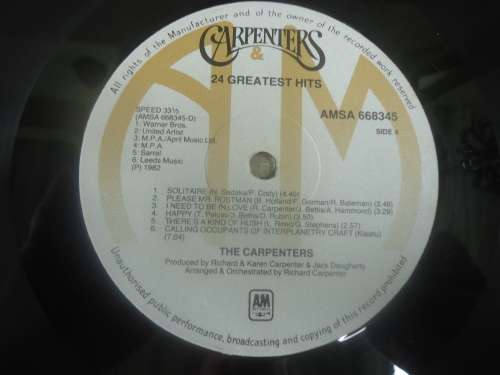 All rights of the Manufacturer and of the owner of the recorded work reserved
CARPENTERS
&
24 GREATEST HITS
SPEED 33⅓
(AMSA 668345-D)
1: Warner Bros.
2: United Artist
3: M.P.A./April Music Ltd.
4: M.P.A.
5: Sarral
6: Leeds Music
(P) 1982
AMSA 668345
SIDE
1. SOLITAIRE (N. Sedaka/P. Cody) (4.40)
2. PLEASE MR. POSTMAN (B. Holland/F. Gorman/R. Bateman) (2.48)
3. I NEED TO BE IN LOVE (R. Carpenter/J. Bettis/A. Hammond) (3.29)
4. HAPPY (T. Peluso/J. Bettis/D. Rubin) (3.50)
5. THERE'S A KIND OF HUSH (L. Reed/G. Stephens) (2.57)
6. CALLING OCCUPANTS OF INTERPLANETRY CRAFT (Klaatu)
(7.04)
THE CARPENTERS
Produced by Richard & Karen Carpenter & Jack Daugherty
Arranged & Orchestrated by Richard Carpenter
AM
Unauthorised public performance, broadcasting and copying of this record prohibited